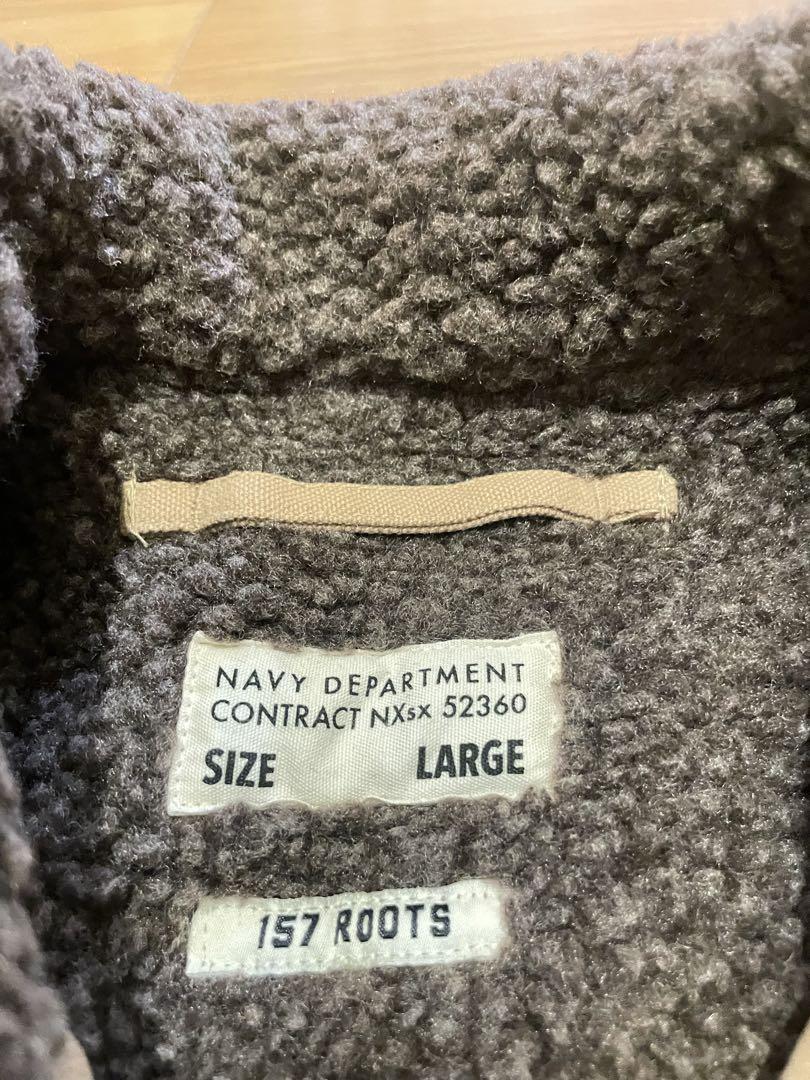 NAVY DEPARTMENT
CONTRACT NXsx 52360
SIZE LARGE
157 ROOTS